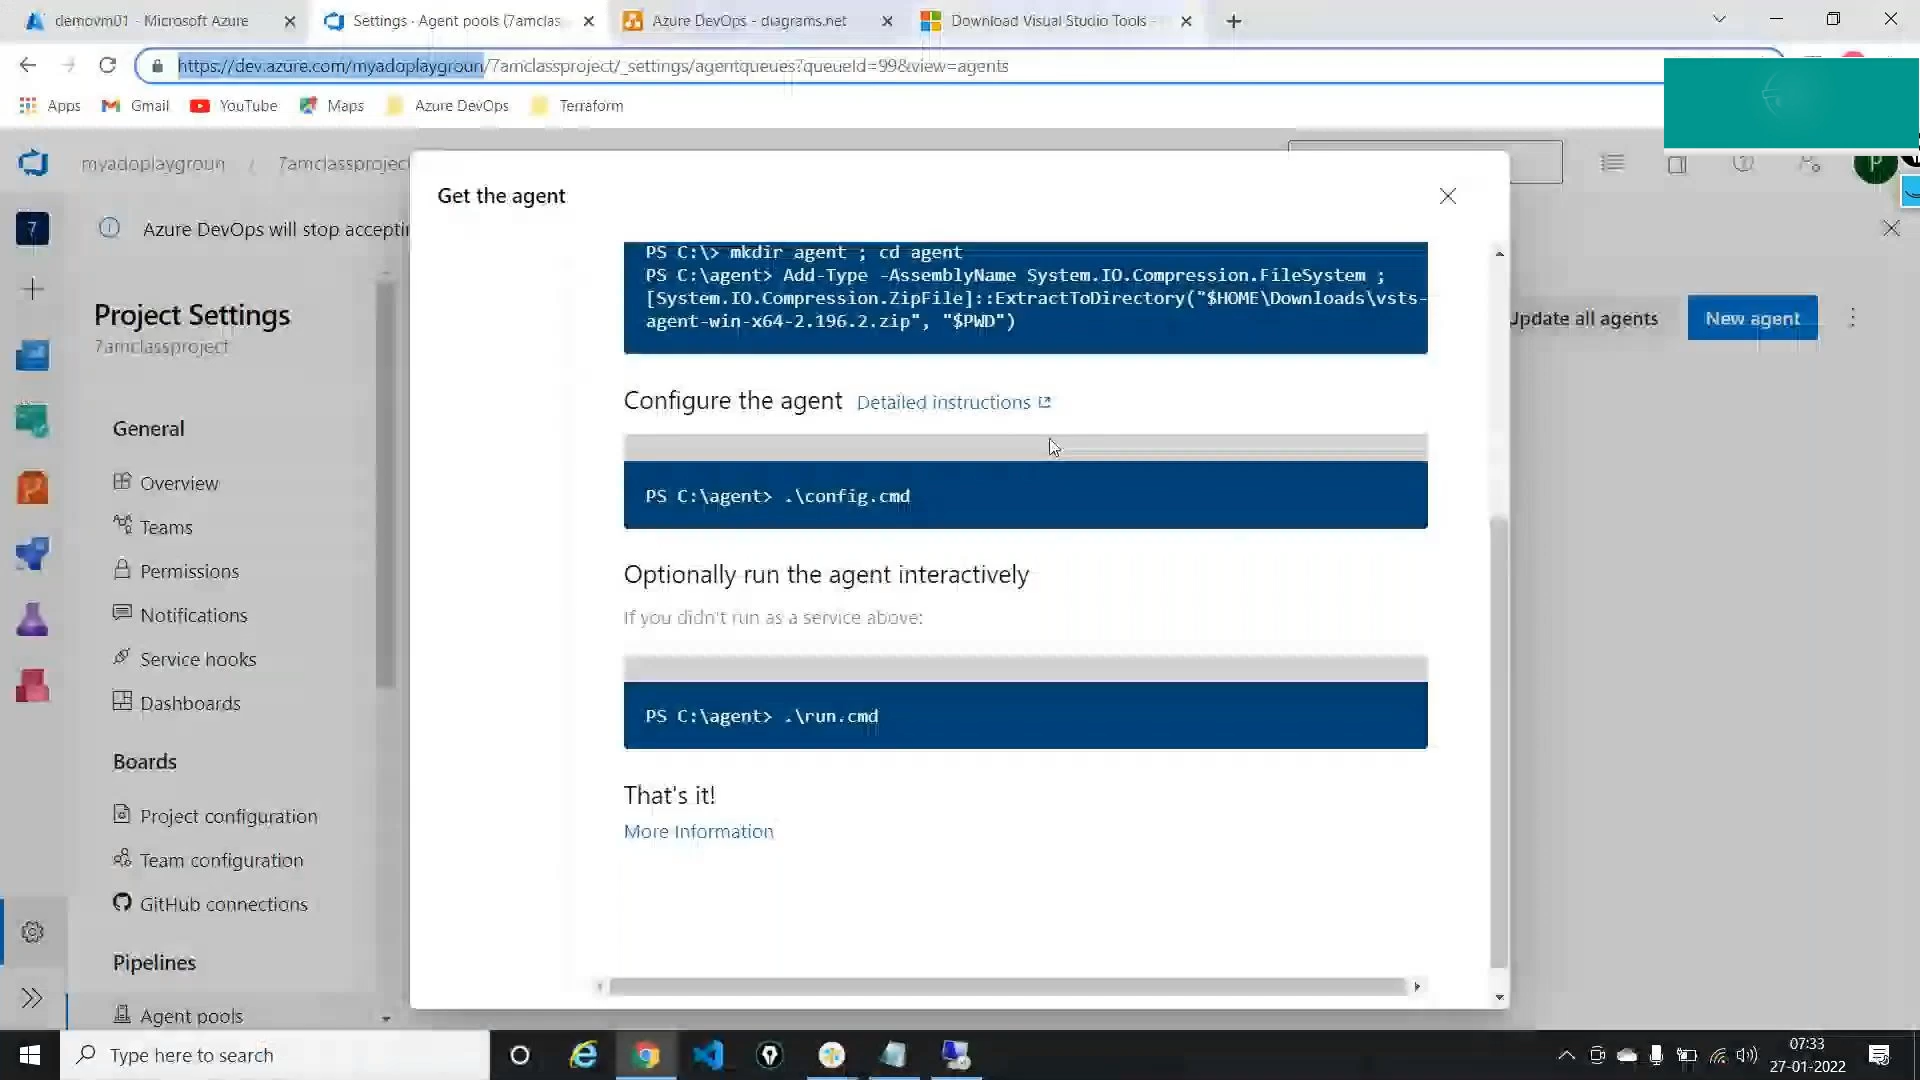 demovm01 - Microsoft Azure
Settings · Agent pools (7amclas
Azure DevOps - diagrams.net
Download Visual Studio Tools -
https://dev.azure.com/myadoplaygroun/7amclassproject/_settings/agentqueues?queueId=99&view=agents
Apps
Gmail
YouTube
Maps
Azure DevOps
Terraform
myadoplaygroun / 7amclassproject
Get the agent
7
Azure DevOps will stop accepti
P
PS C:\> mkdir agent ; cd agent
PS C:\agent> Add-Type -AssemblyName System.IO.Compression.FileSystem ;
[System.IO.Compression.ZipFile]::ExtractToDirectory("$HOME\Downloads\vsts-
agent-win-x64-2.196.2.zip", "$PWD")
Project Settings
7amclassproject
Update all agents
New agent
Configure the agent Detailed instructions
PS C:\agent> .\config.cmd
Optionally run the agent interactively
If you didn't run as a service above:
PS C:\agent> .\run.cmd
That's it!
More Information
General
Overview
Teams
Permissions
Notifications
Service hooks
Dashboards
Boards
Project configuration
Team configuration
GitHub connections
Pipelines
Agent pools
Type here to search
07:33
27-01-2022